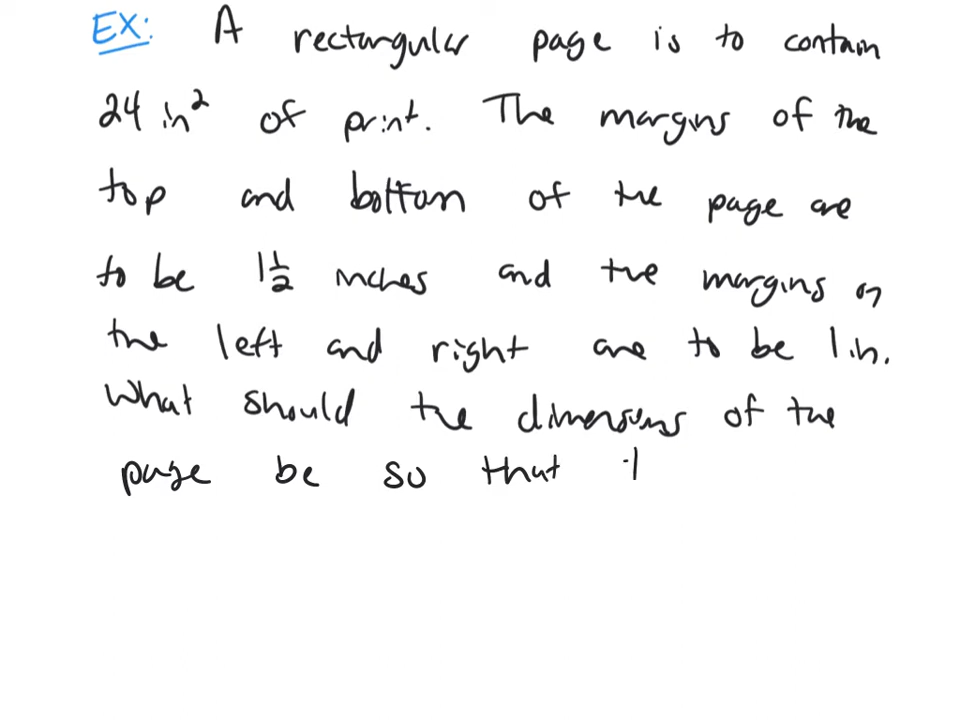 EX: A rectangular page is to contain
24 in² of print. The margins of the
top and bottom of the page are
to be 1½ inches and the margins on
the left and right are to be 1 in.
What should the dimensions of the
page be so that